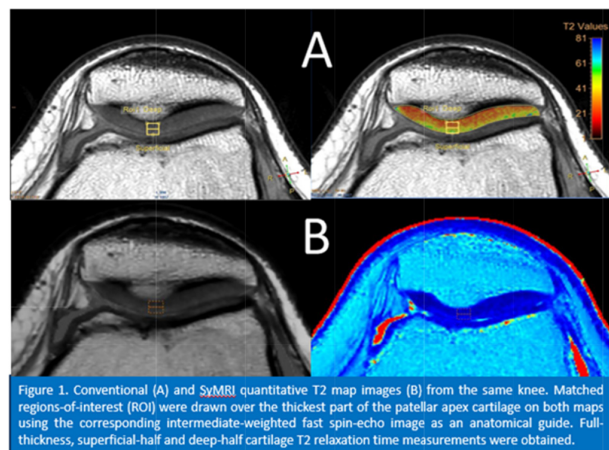 T2 Values
81
61
41
21
1
A
B
Figure 1. Conventional (A) and SyMRI quantitative T2 map images (B) from the same knee. Matched
regions-of-interest (ROI) were drawn over the thickest part of the patellar apex cartilage on both maps
using the corresponding intermediate-weighted fast spin-echo image as an anatomical guide. Full-
thickness, superficial-half and deep-half cartilage T2 relaxation time measurements were obtained.